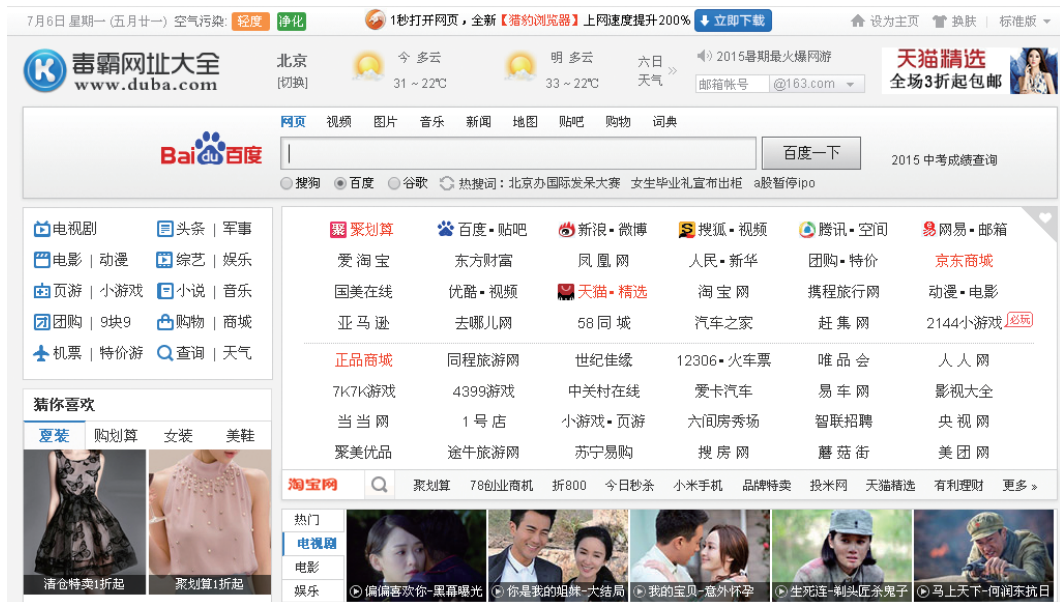 7月6日 星期一 (五月廿一) 空气污染: 轻度 净化 1秒打开网页，全新【猎豹浏览器】上网速度提升200% 立即下载 设为主页 换肤 | 标准版
毒霸网址大全
www.duba.com
北京 [切换]
今 多云 31 ~ 22℃
明 多云 33 ~ 22℃
六日天气 »
2015暑期最火爆网游
邮箱帐号 @163.com
天猫精选
全场3折起包邮
网页 视频 图片 音乐 新闻 地图 贴吧 购物 词典
Bai du 百度 百度一下 2015 中考成绩查询
搜狗 百度 谷歌 热搜词：北京办国际发呆大赛 女生毕业礼宣布出柜 a股暂停ipo
电视剧 头条 | 军事
电影 | 动漫 综艺 | 娱乐
页游 | 小游戏 小说 | 音乐
团购 | 9块9 购物 | 商城
机票 | 特价游 查询 | 天气
聚 聚划算 百度▪贴吧 新浪▪微博 搜狐▪视频 腾讯▪空间 易 网易▪邮箱
爱淘宝 东方财富 凤凰网 人民▪新华 团购▪特价 京东商城
国美在线 优酷▪视频 天猫▪精选 淘宝网 携程旅行网 动漫▪电影
亚马逊 去哪儿网 58同城 汽车之家 赶集网 2144小游戏 必玩
正品商城 同程旅游网 世纪佳缘 12306▪火车票 唯品会 人人网
7K7K游戏 4399游戏 中关村在线 爱卡汽车 易车网 影视大全
当当网 1号店 小游戏▪页游 六间房秀场 智联招聘 央视网
聚美优品 途牛旅游网 苏宁易购 搜房网 蘑菇街 美团网
猜你喜欢
夏装 购划算 女装 美鞋
清仓特卖1折起 聚划算1折起
淘宝网 聚划算 78创业商机 折800 今日秒杀 小米手机 品牌特卖 投米网 天猫精选 有利理财 更多 »
热门
电视剧
电影
娱乐
偏偏喜欢你-黑幕曝光 你是我的姐妹-大结局 我的宝贝-意外怀孕 生死连-剃头匠杀鬼子 马上天下-何润东抗日